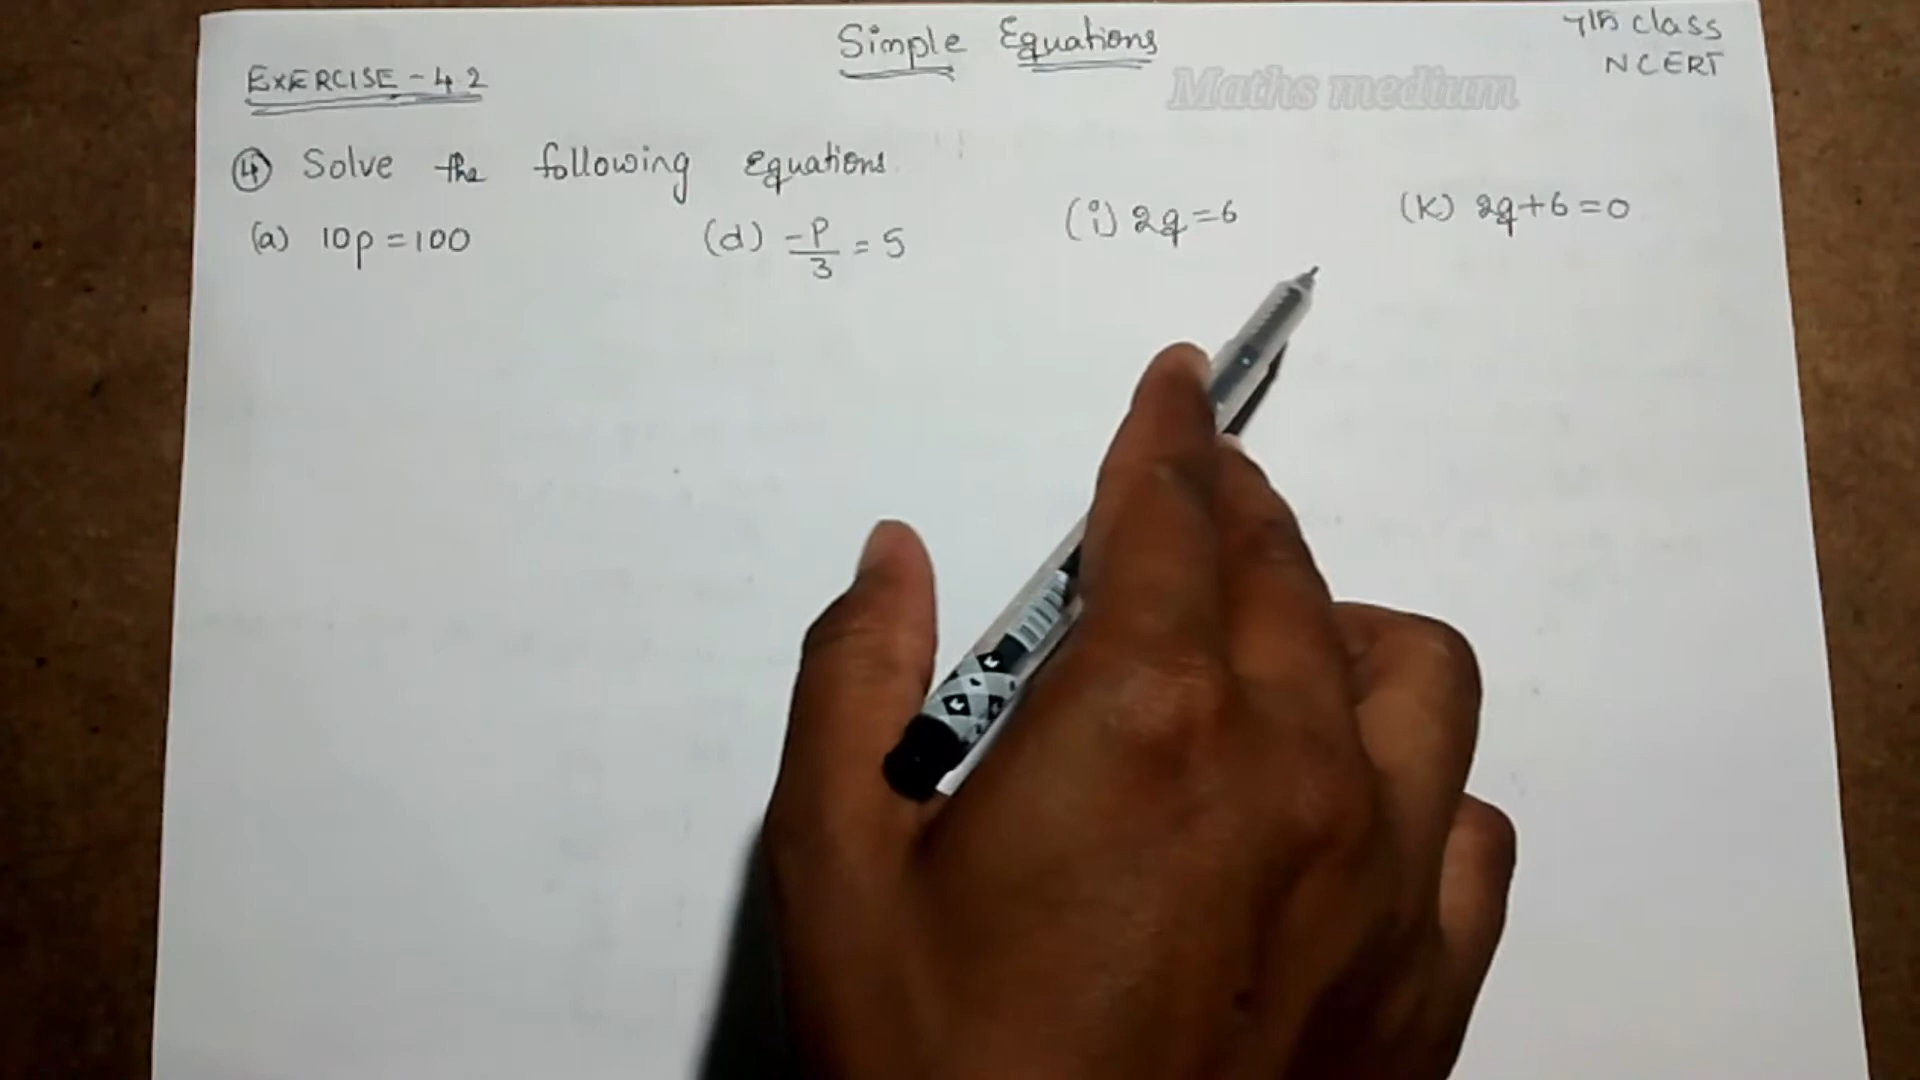 Simple Equations
7th class
NCERT
Maths medium
EXERCISE - 4.2
④ Solve the following Equations
(a) 10p = 100 (d) -P/3 = 5 (i) 2q = 6 (K) 2q + 6 = 0